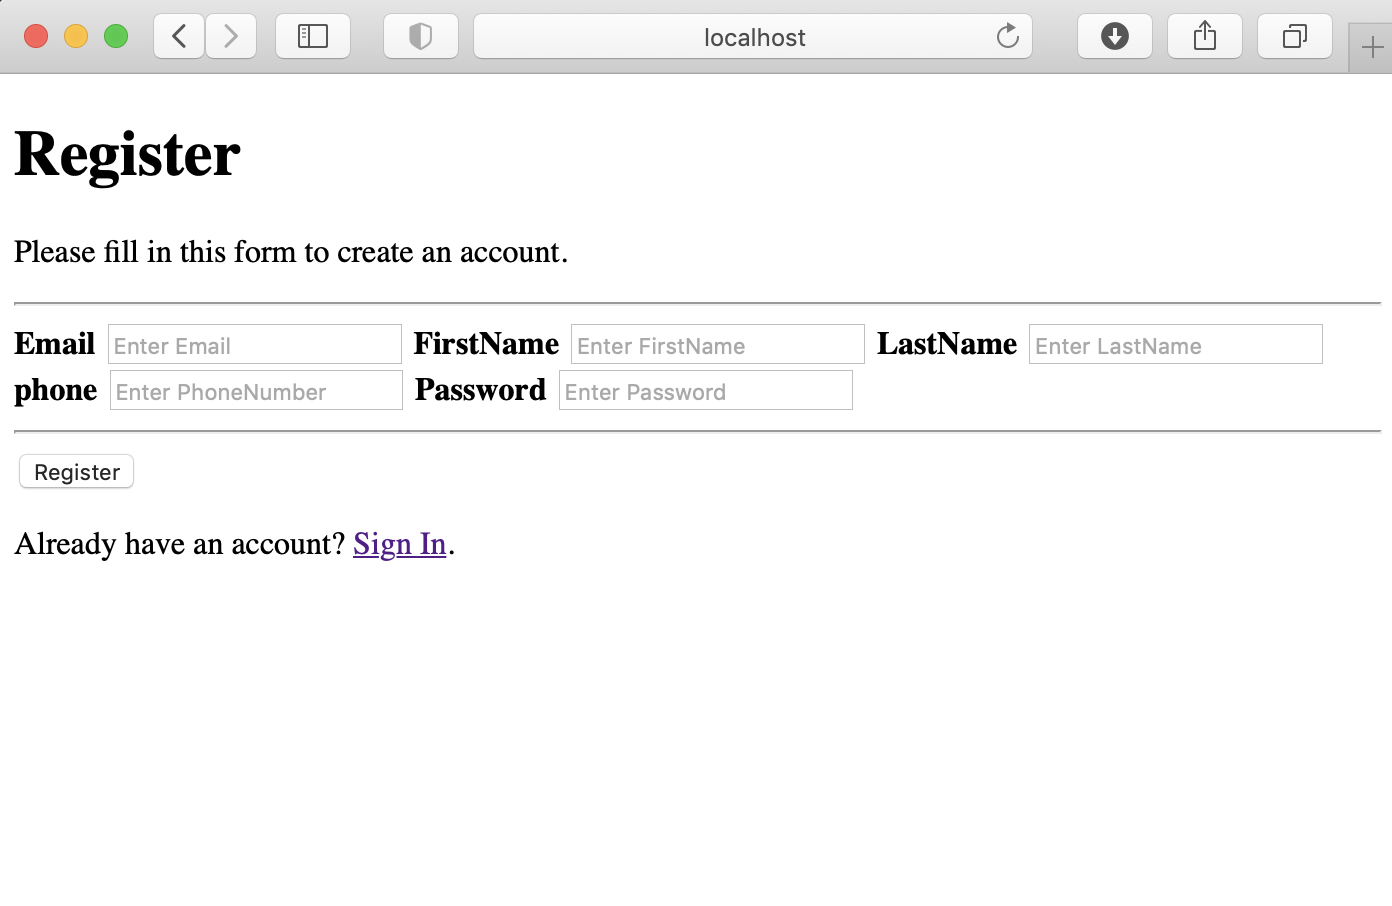 localhost
Register
Please fill in this form to create an account.
Email Enter Email FirstName Enter FirstName LastName Enter LastName
phone Enter PhoneNumber Password Enter Password
Register
Already have an account? Sign In.